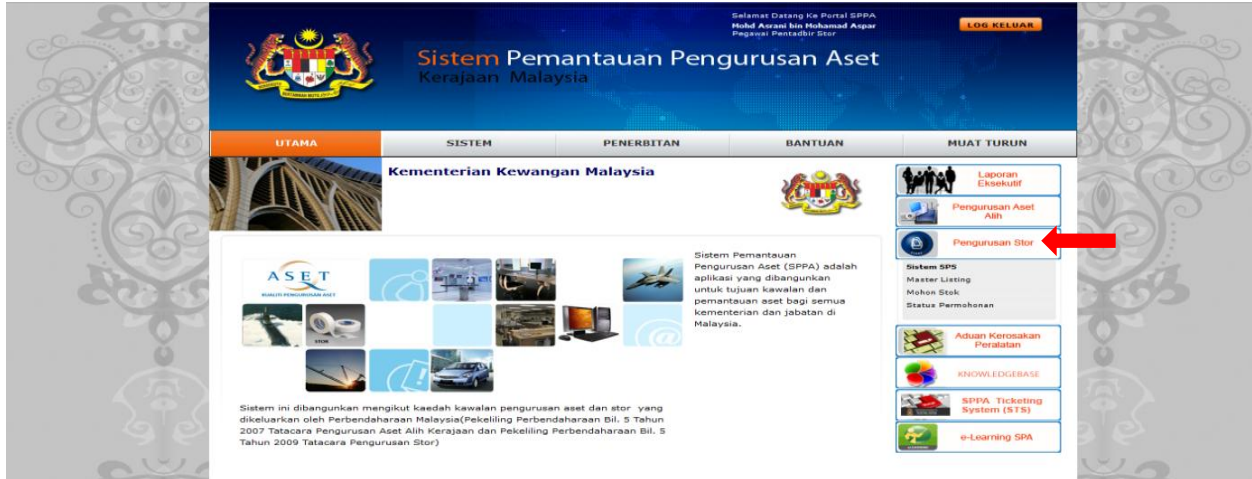 Selamat Datang Ke Portal SPPA
Mohd Asrani bin Mohamad Aspar
Pegawai Pentadbir Stor
LOG KELUAR
Sistem Pemantauan Pengurusan Aset
Kerajaan Malaysia
UTAMA
SISTEM
PENERBITAN
BANTUAN
MUAT TURUN
Kementerian Kewangan Malaysia
Laporan
Eksekutif
Pengurusan Aset
Alih
Pengurusan Stor
Sistem SPS
Master Listing
Mohon Stok
Status Permohonan
Aduan Kerosakan
Peralatan
KNOWLEDGEBASE
SPPA Ticketing
System (STS)
e-Learning SPA
ASET
KUALITI PENGURUSAN ASET
STOR
Sistem Pemantauan
Pengurusan Aset (SPPA) adalah
aplikasi yang dibangunkan
untuk tujuan kawalan dan
pemantauan aset bagi semua
kementerian dan jabatan di
Malaysia.
Sistem ini dibangunkan mengikut kaedah kawalan pengurusan aset dan stor yang
dikeluarkan oleh Perbendaharaan Malaysia(Pekeliling Perbendaharaan Bil. 5 Tahun
2007 Tatacara Pengurusan Aset Alih Kerajaan dan Pekeliling Perbendaharaan Bil. 5
Tahun 2009 Tatacara Pengurusan Stor)